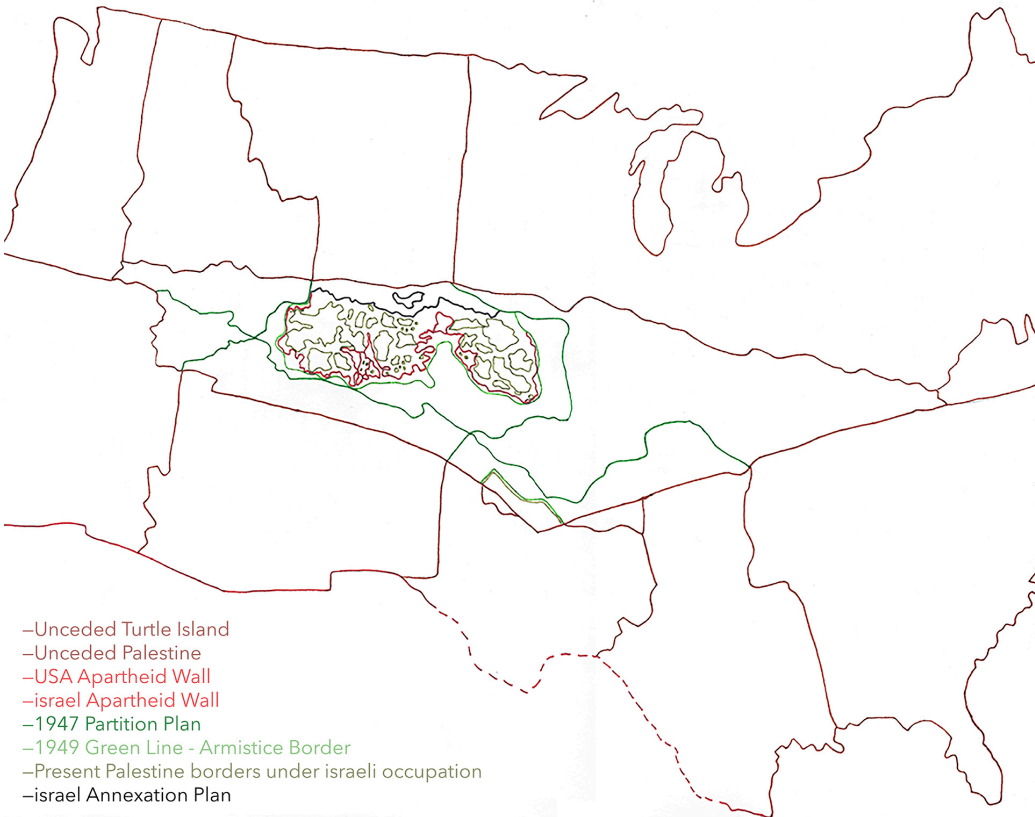 —Unceded Turtle Island
—Unceded Palestine
—USA Apartheid Wall
—israel Apartheid Wall
—1947 Partition Plan
—1949 Green Line - Armistice Border
—Present Palestine borders under israeli occupation
—israel Annexation Plan